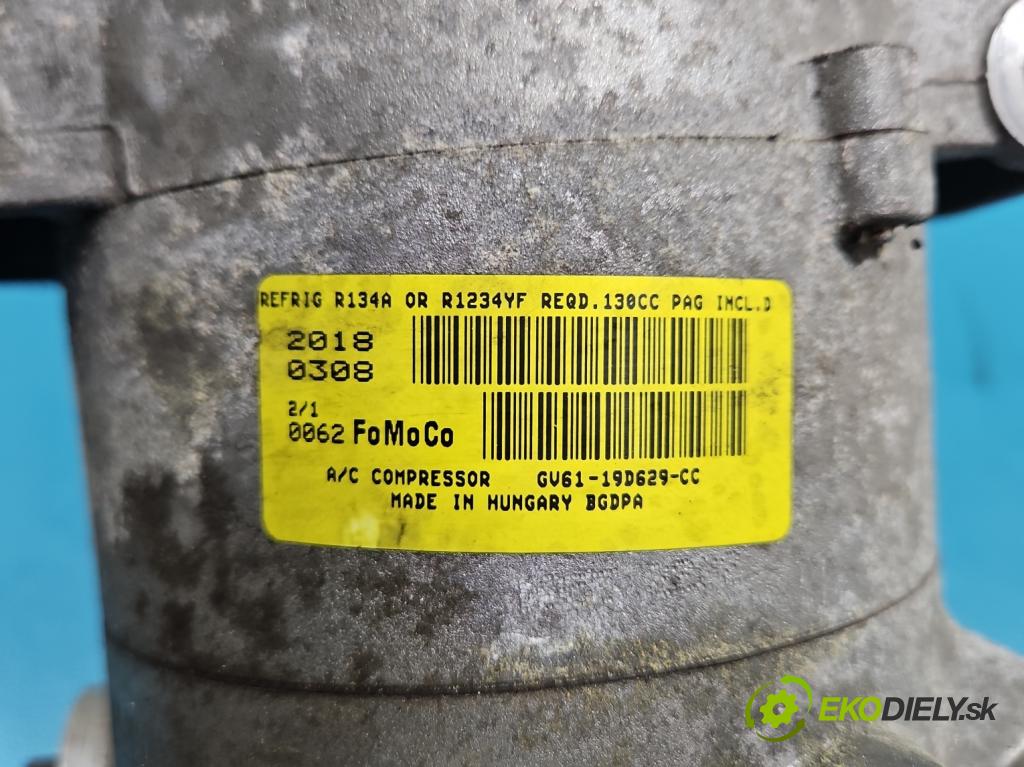 REFRIG R134A OR R1234YF REQD.130CC PAG INCL.D
2018
0308
2/1
0062 FoMoCo
A/C COMPRESSOR GV61-19D629-CC
MADE IN HUNGARY BGDPA
EKODIELY.sk